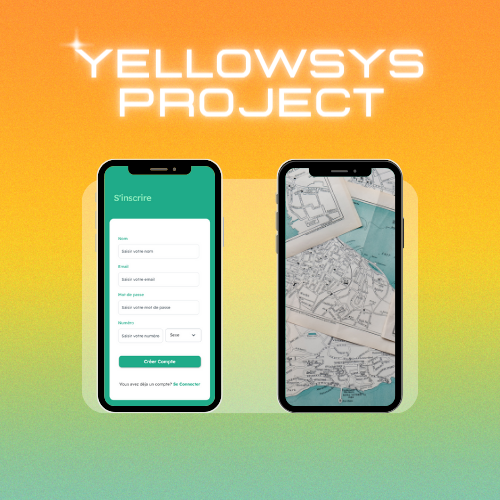 YELLOWSYS
PROJECT
S'inscrire
Nom
Saisir votre nom
Email
Saisir votre email
Mot de passe
Saisir votre mot de passe
Numéro
Saisir votre numéro
Sexe
Créer Compte
Vous avez déjà un compte? Se Connecter